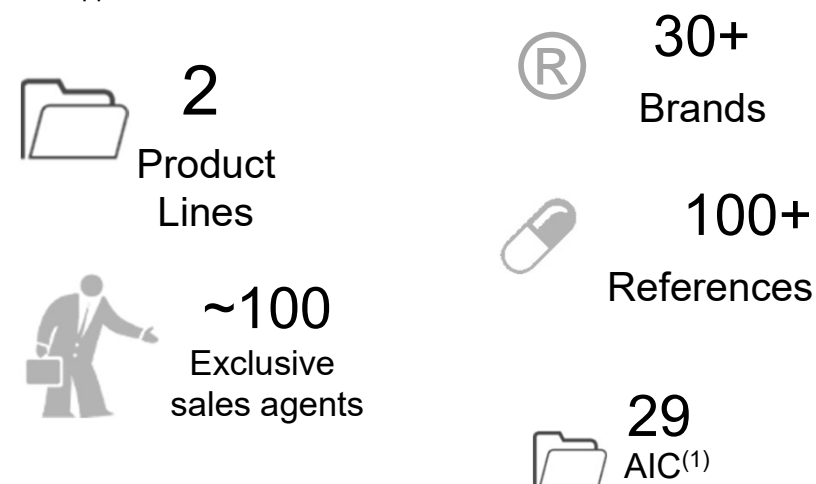 2
Product
Lines
~100
Exclusive
sales agents
®
30+
Brands
100+
References
29
AIC(1)